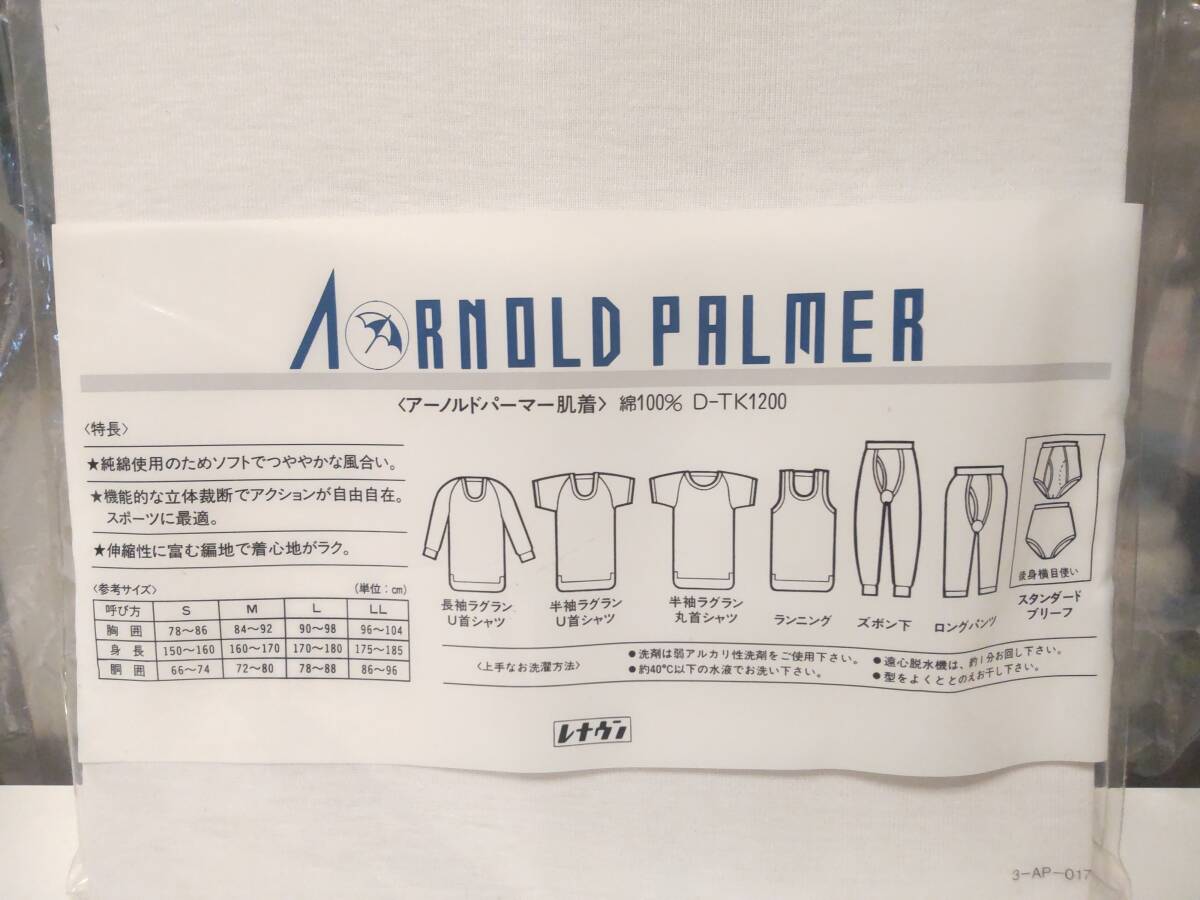 ARNOLD PALMER
〈アーノルドパーマー肌着〉 綿100% D-TK1200
〈特長〉
★純綿使用のためソフトでつややかな風合い。
★機能的な立体裁断でアクションが自由自在。
スポーツに最適。
★伸縮性に富む編地で着心地がラク。
〈参考サイズ〉 (単位:cm)
呼び方 S M L LL
胸囲 78〜86 84〜92 90〜98 96〜104
身長 150〜160 160〜170 170〜180 175〜185
胴囲 66〜74 72〜80 78〜88 86〜96
長袖ラグラン
U首シャツ
半袖ラグラン
U首シャツ
半袖ラグラン
丸首シャツ
ランニング
ズボン下
ロングパンツ
後身横目使い
スタンダード
ブリーフ
〈上手なお洗濯方法〉
●洗剤は弱アルカリ性洗剤をご使用下さい。
●約40℃以下の水液でお洗い下さい。
●遠心脱水機は、約1分お回し下さい。
●型をよくととのえお干し下さい。
レナウン
3-AP-017